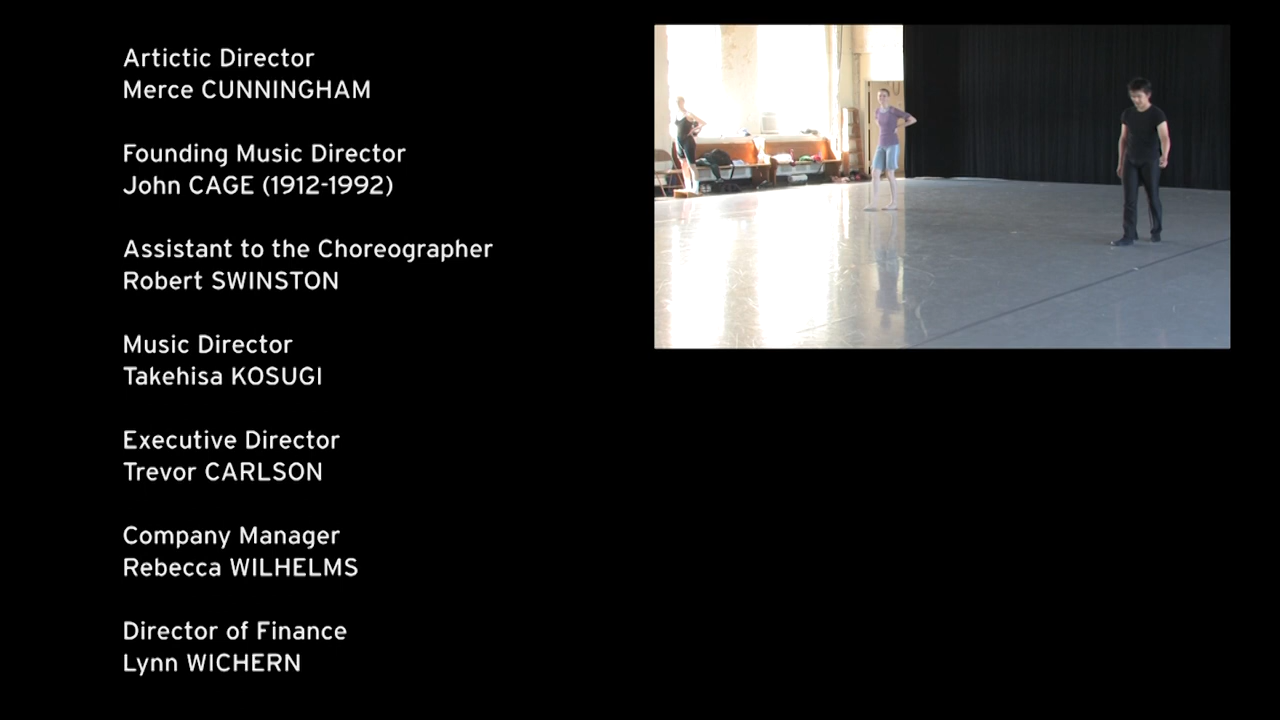 Artictic Director
Merce CUNNINGHAM
Founding Music Director
John CAGE (1912-1992)
Assistant to the Choreographer
Robert SWINSTON
Music Director
Takehisa KOSUGI
Executive Director
Trevor CARLSON
Company Manager
Rebecca WILHELMS
Director of Finance
Lynn WICHERN